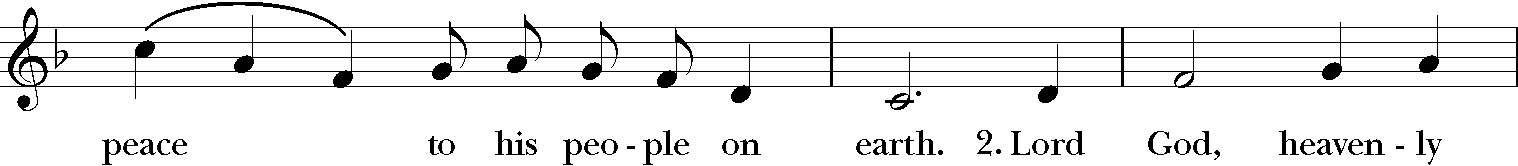 peace to his peo - ple on earth. 2. Lord God, heaven - ly